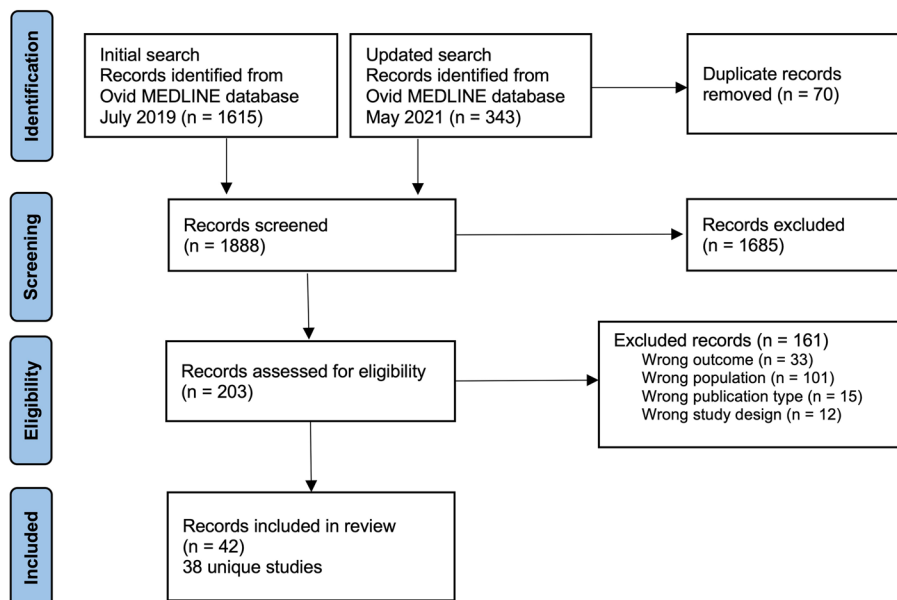 Identification
Initial search
Records identified from
Ovid MEDLINE database
July 2019 (n = 1615)
Updated search
Records identified from
Ovid MEDLINE database
May 2021 (n = 343)
Duplicate records
removed (n = 70)
Screening
Records screened
(n = 1888)
Records excluded
(n = 1685)
Eligibility
Records assessed for eligibility
(n = 203)
Excluded records (n = 161)
Wrong outcome (n = 33)
Wrong population (n = 101)
Wrong publication type (n = 15)
Wrong study design (n = 12)
Included
Records included in review
(n = 42)
38 unique studies